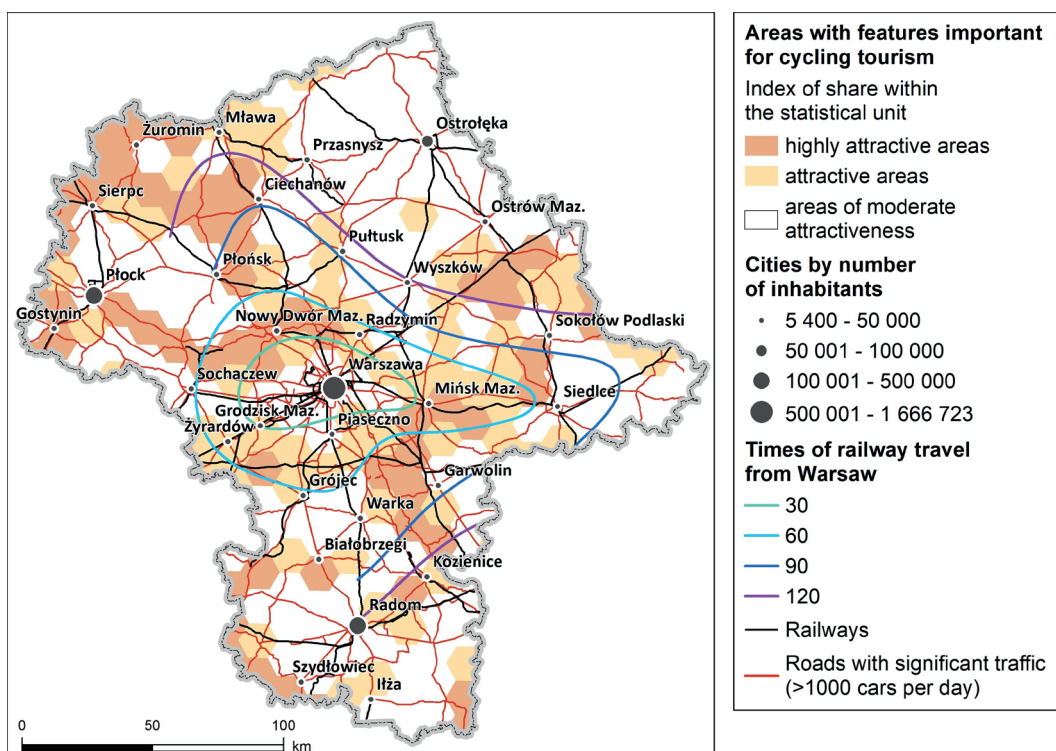 Mława
Żuromin
Ostrołęka
Przasnysz
Sierpc
Ciechanów
Ostrów Maz.
Pułtusk
Płońsk
Wyszków
Płock
Gostynin
Nowy Dwór Maz.
Radzymin
Sokołów Podlaski
Sochaczew
Warszawa
Mińsk Maz.
Siedlce
Grodzisk Maz.
Żyrardów
Piaseczno
Garwolin
Grójec
Warka
Białobrzegi
Kozienice
Radom
Szydłowiec
Iłża
0 50 100
km
Areas with features important
for cycling tourism
Index of share within
the statistical unit
highly attractive areas
attractive areas
areas of moderate
attractiveness
Cities by number
of inhabitants
5 400 - 50 000
50 001 - 100 000
100 001 - 500 000
500 001 - 1 666 723
Times of railway travel
from Warsaw
30
60
90
120
Railways
Roads with significant traffic
(>1000 cars per day)